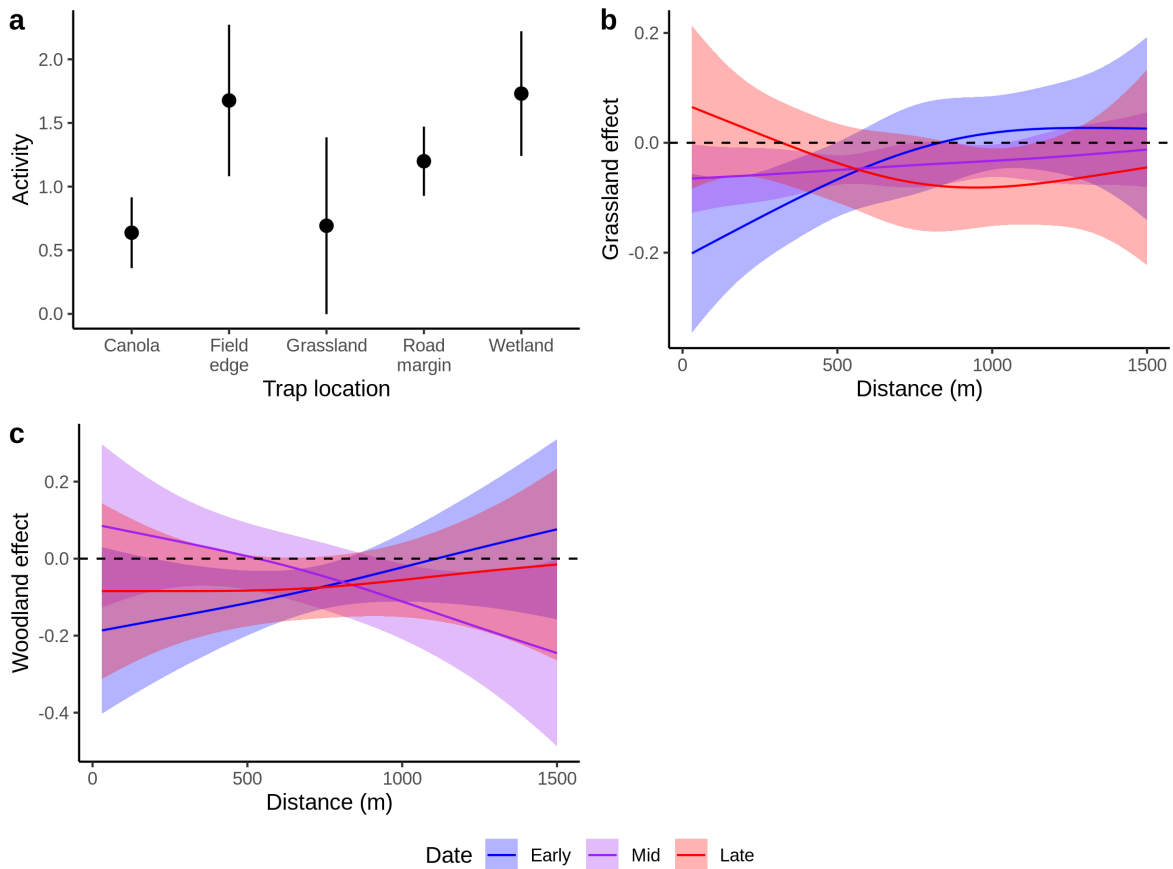 a
Activity
2.0
1.5
1.0
0.5
0.0
Canola
Field
edge
Grassland
Road
margin
Wetland
Trap location
b
Grassland effect
0.2
0.0
-0.2
0
500
1000
1500
Distance (m)
c
Woodland effect
0.2
0.0
-0.2
-0.4
0
500
1000
1500
Distance (m)
Date
Early
Mid
Late